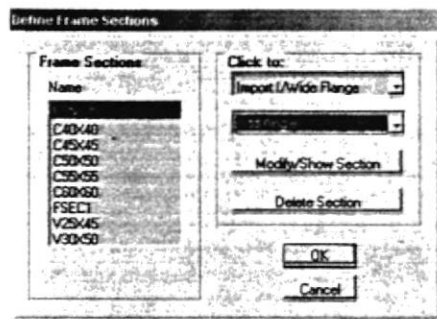 Define Frame Sections
Frame Sections
Name
C40X40
C45X45
C50X50
C55X55
C60X60
FSEC1
V25X45
V30X50
Click to:
Import I/Wide Flange
Modify/Show Section
Delete Section
OK
Cancel